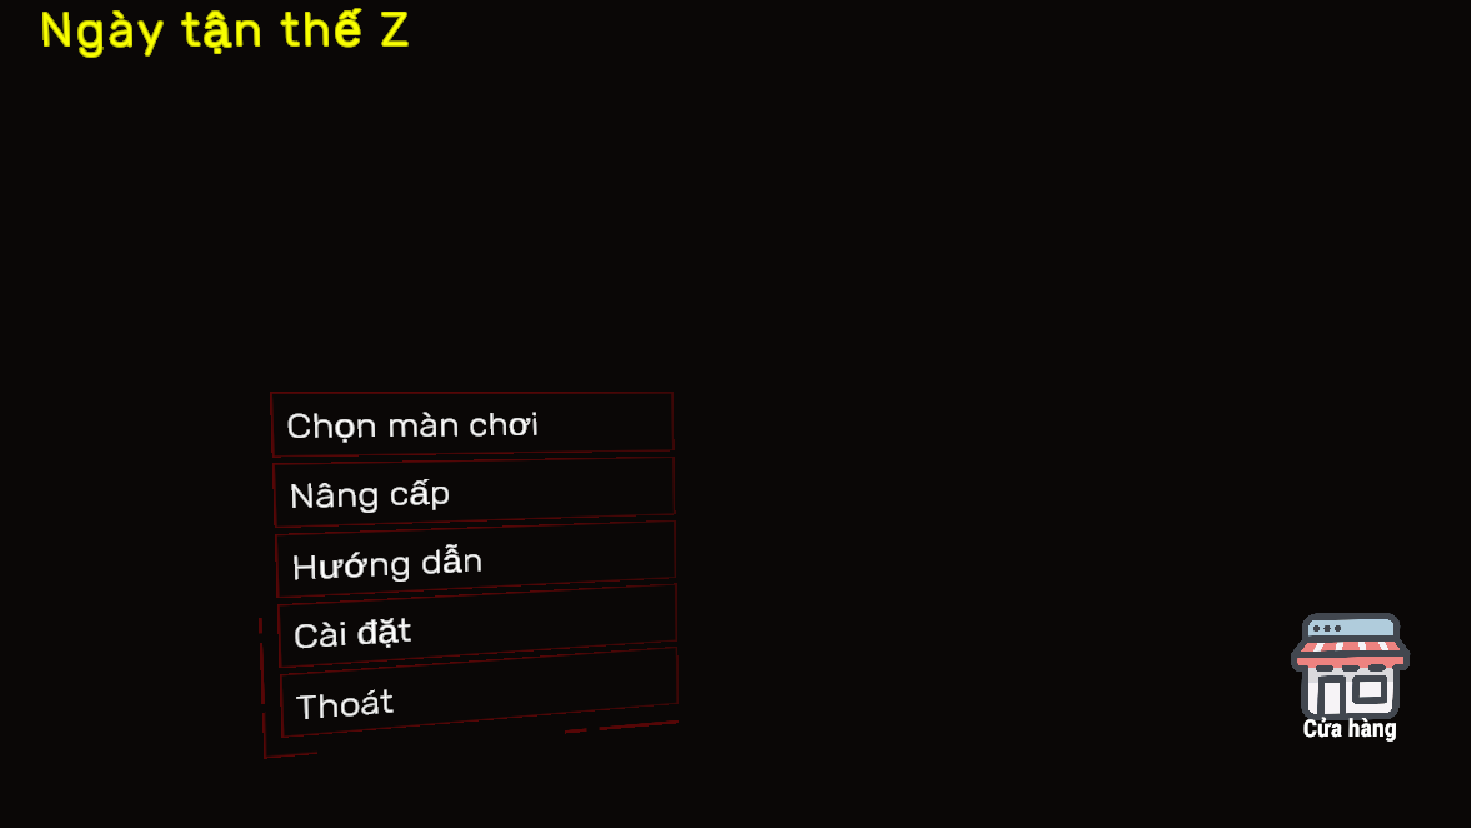 Ngày tận thế Z
Chọn màn chơi
Nâng cấp
Hướng dẫn
Cài đặt
Thoát
Cửa hàng